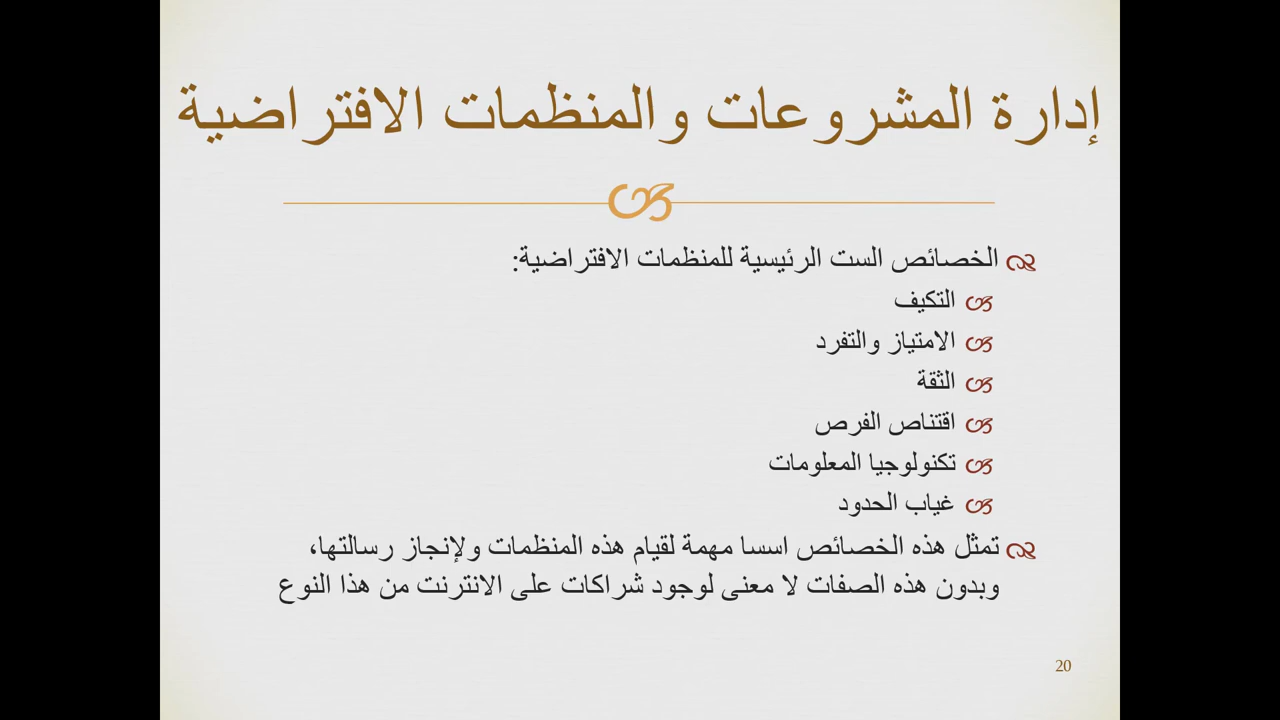 إدارة المشروعات والمنظمات الافتراضية
الخصائص الست الرئيسية للمنظمات الافتراضية:
التكيف
الامتياز والتفرد
الثقة
اقتناص الفرص
تكنولوجيا المعلومات
غياب الحدود
تمثل هذه الخصائص اسسا مهمة لقيام هذه المنظمات ولإنجاز رسالتها،
وبدون هذه الصفات لا معنى لوجود شراكات على الانترنت من هذا النوع
20